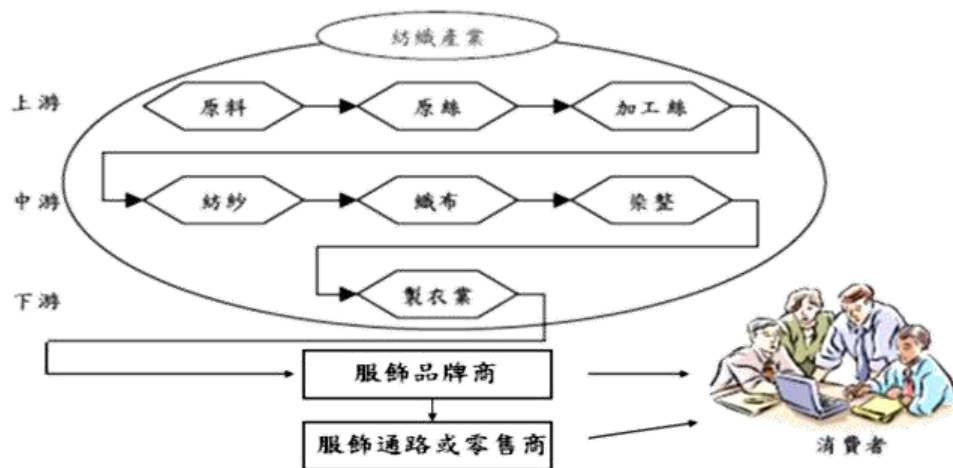 紡織產業
上游
原料
原絲
加工絲
中游
紡紗
織布
染整
下游
製衣業
服飾品牌商
服飾通路或零售商
消費者